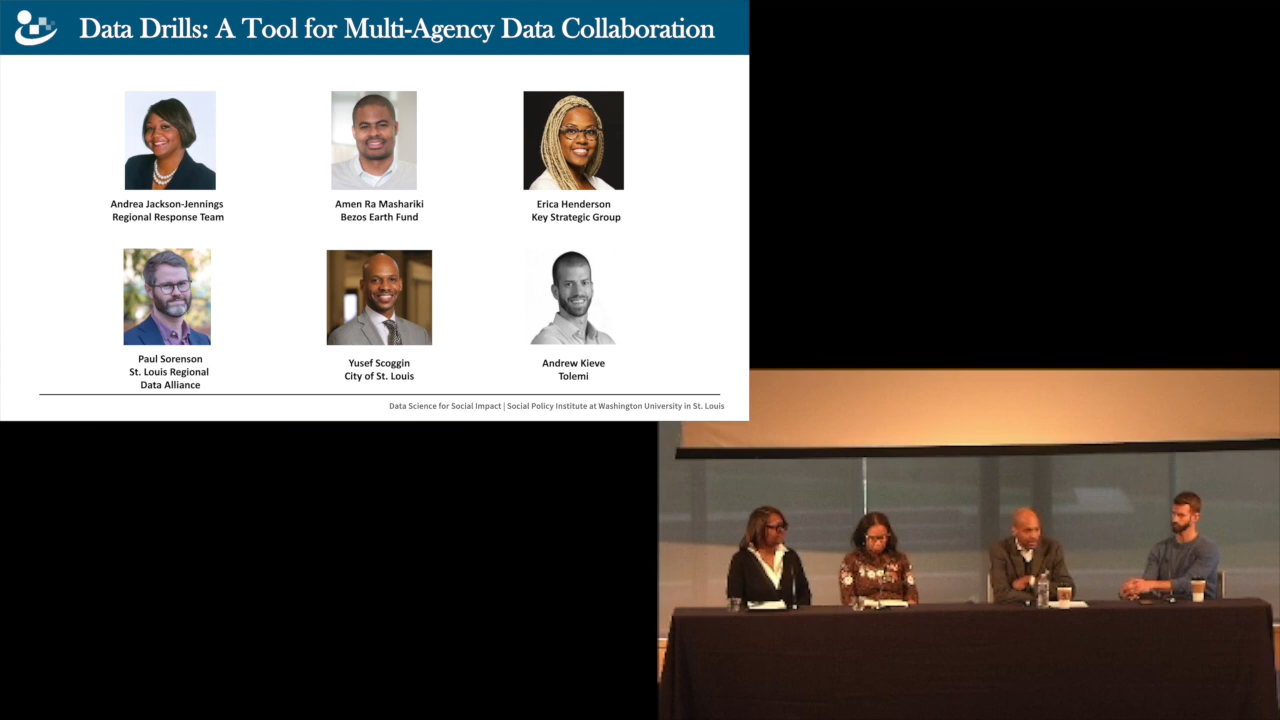 Data Drills: A Tool for Multi-Agency Data Collaboration
Andrea Jackson-Jennings
Regional Response Team
Amen Ra Mashariki
Bezos Earth Fund
Erica Henderson
Key Strategic Group
Paul Sorenson
St. Louis Regional
Data Alliance
Yusef Scoggin
City of St. Louis
Andrew Kieve
Tolemi
Data Science for Social Impact | Social Policy Institute at Washington University in St. Louis